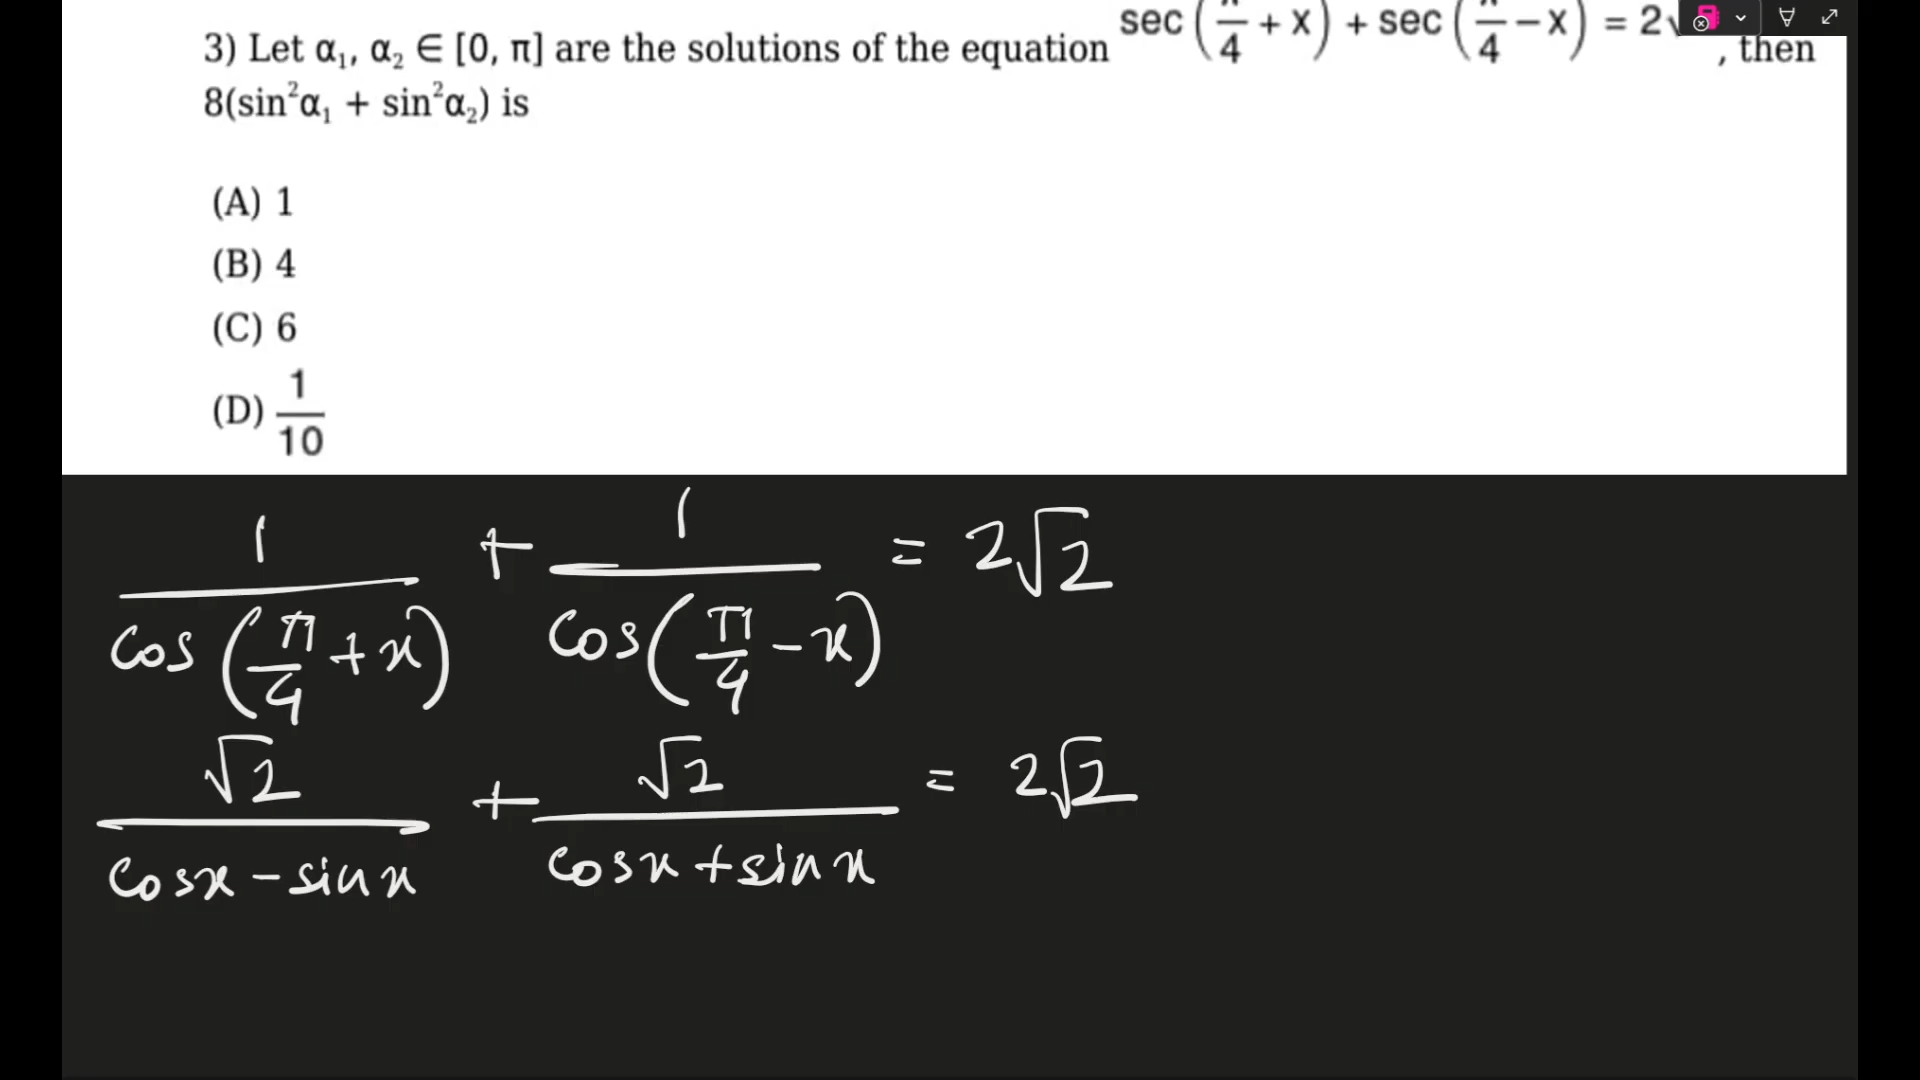 3) Let α₁, α₂ ∈ [0, π] are the solutions of the equation sec(π/4 + x) + sec(π/4 − x) = 2√ , then
8(sin²α₁ + sin²α₂) is
(A) 1
(B) 4
(C) 6
(D) 1/10
1/cos(π/4 + x) + 1/cos(π/4 − x) = 2√2
√2/cosx − sinx + √2/cosx + sinx = 2√2